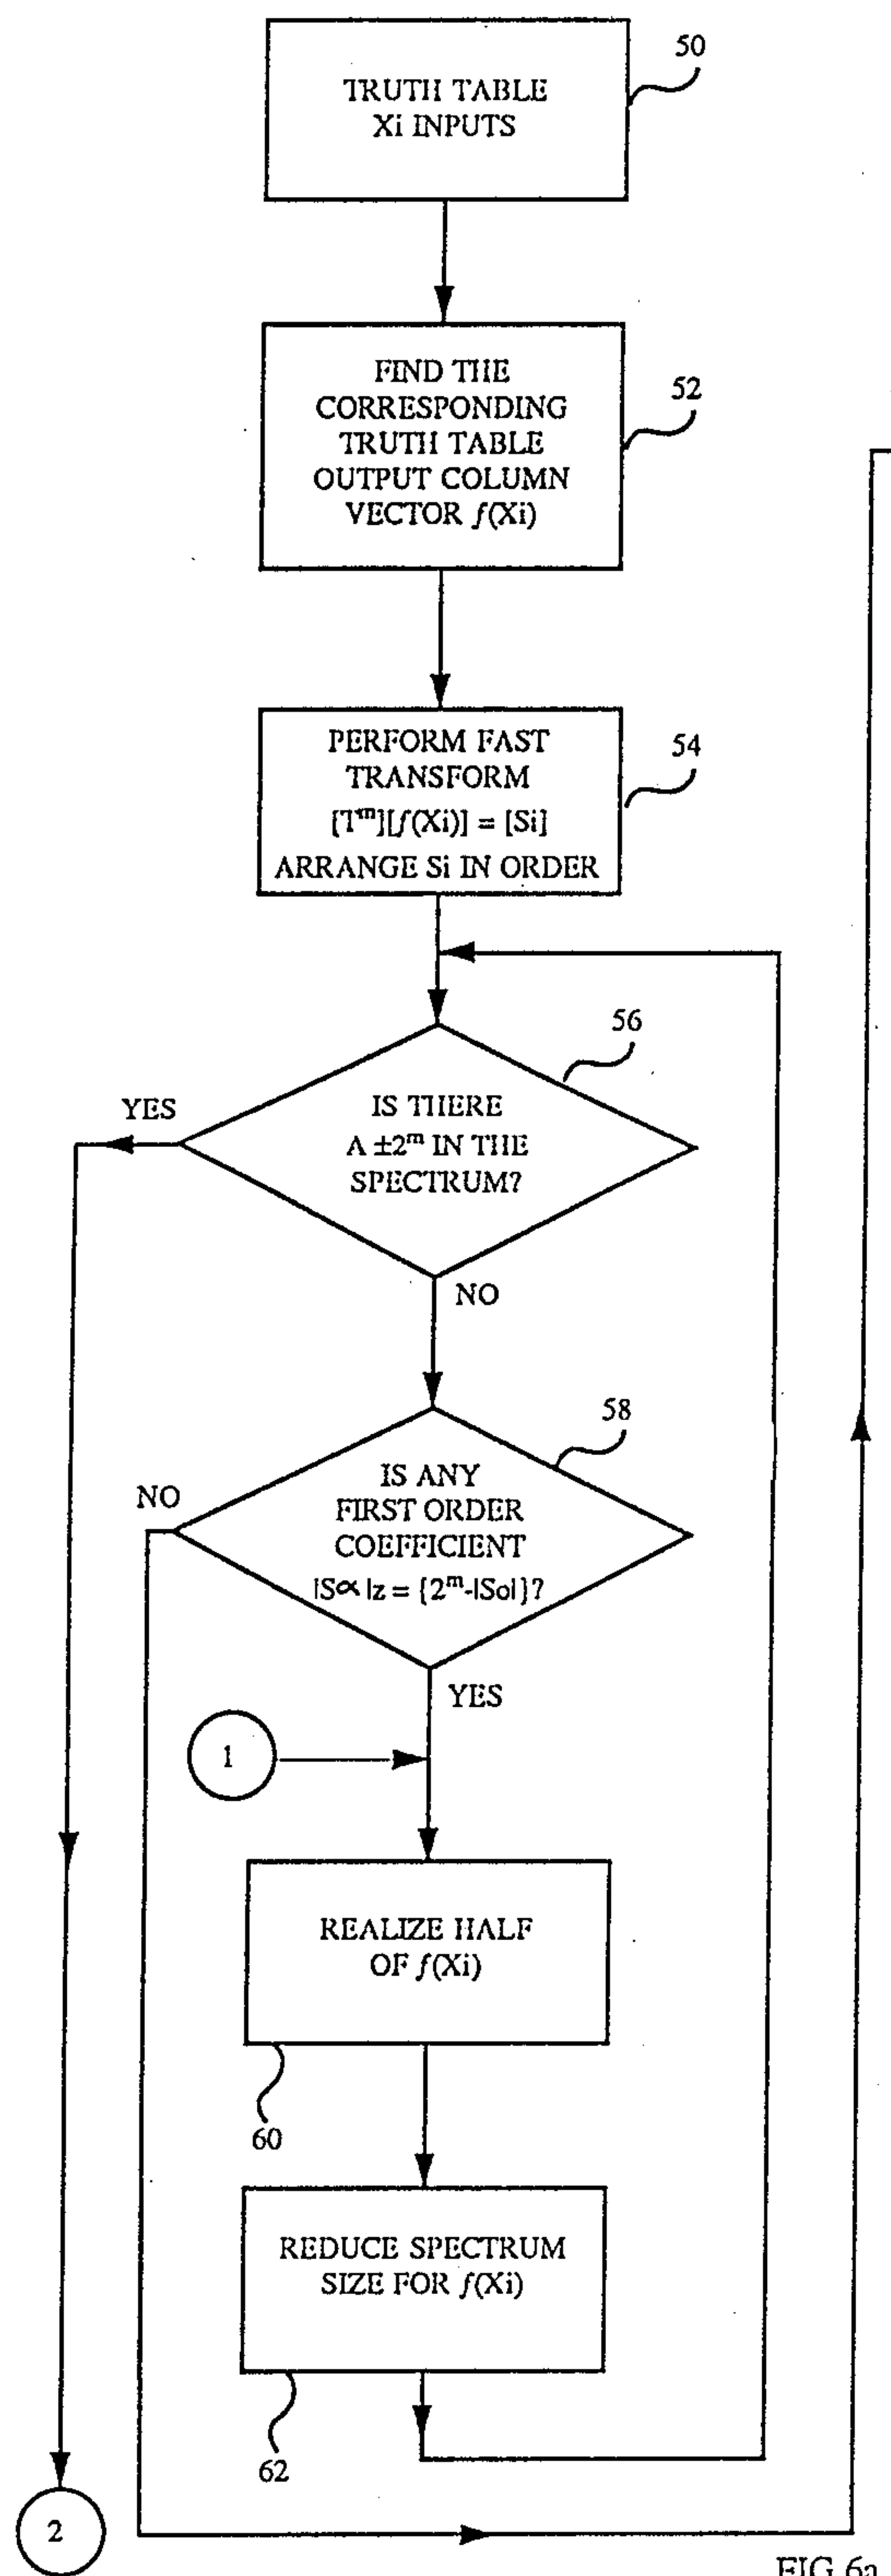 50
TRUTH TABLE
Xi INPUTS
52
FIND THE
CORRESPONDING
TRUTH TABLE
OUTPUT COLUMN
VECTOR f(Xi)
54
PERFORM FAST
TRANSFORM
[Tᵐ][f(Xi)] = [Si]
ARRANGE Si IN ORDER
56
YES
IS THERE
A ±2ᵐ IN THE
SPECTRUM?
NO
58
NO
IS ANY
FIRST ORDER
COEFFICIENT
|S∝|z = {2ᵐ-|So|}?
YES
1
REALIZE HALF
OF f(Xi)
60
REDUCE SPECTRUM
SIZE FOR f(Xi)
62
2
FIG 6a